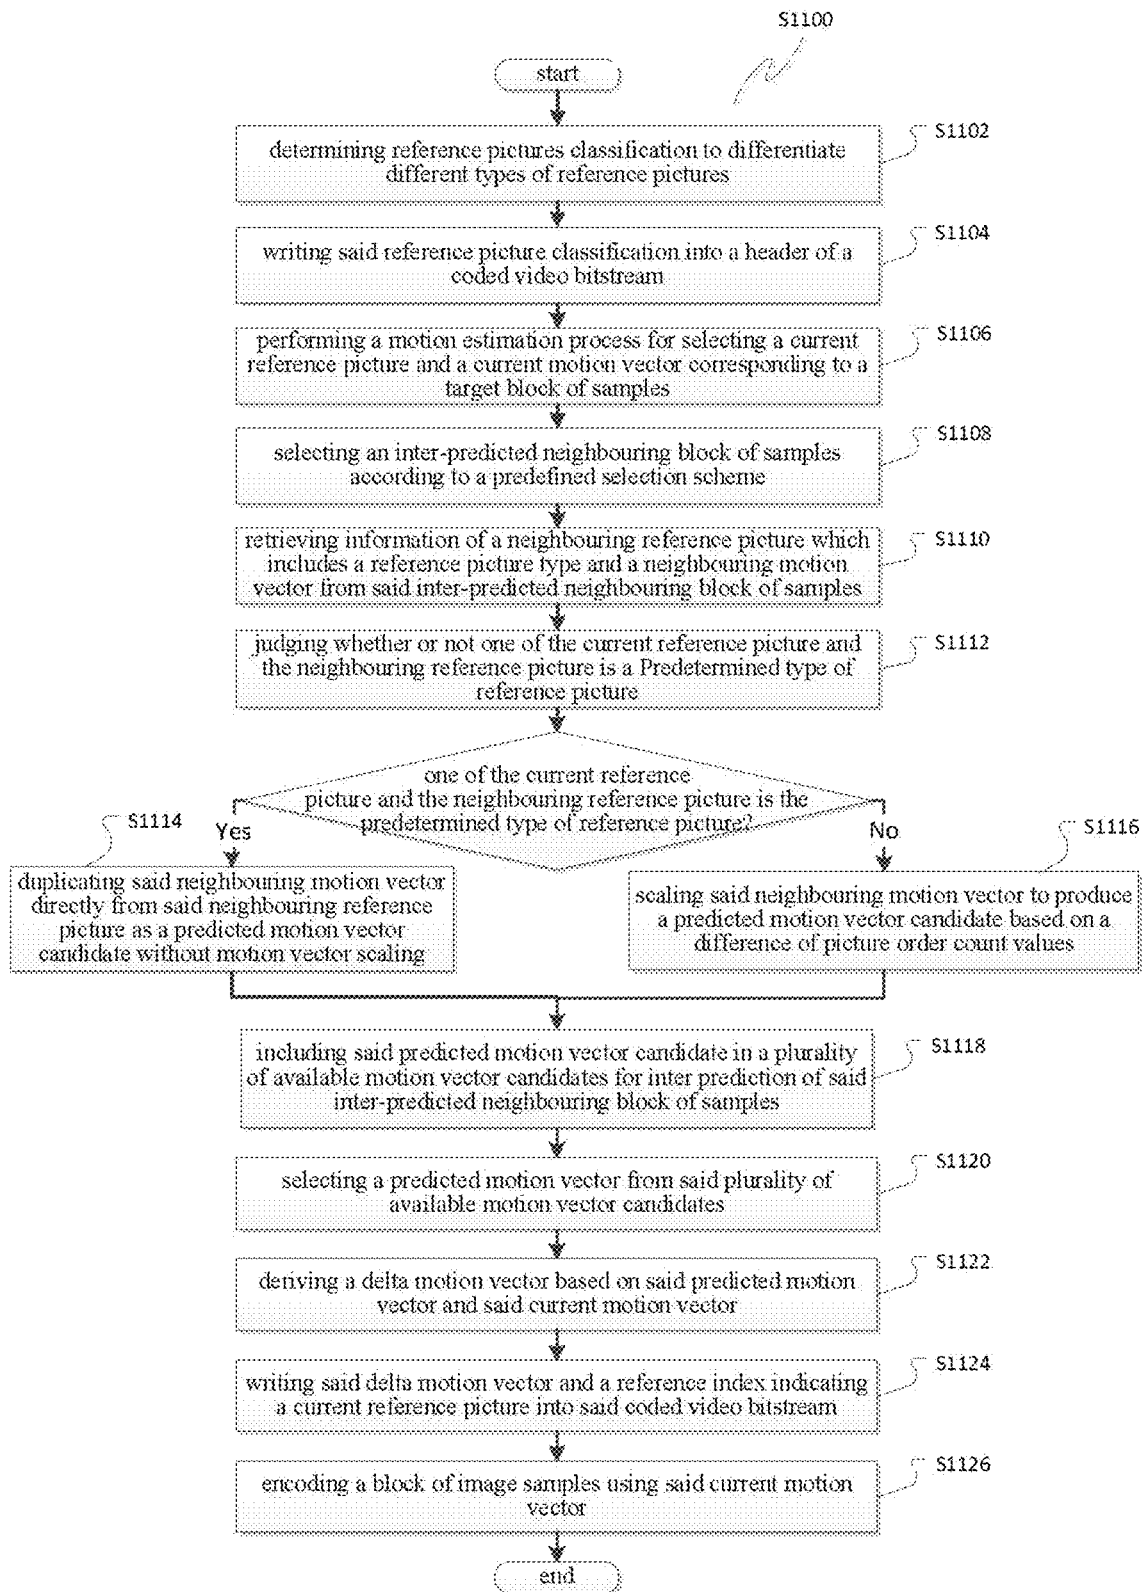 S1100
start
S1102
determining reference pictures classification to differentiate
different types of reference pictures
S1104
writing said reference picture classification into a header of a
coded video bitstream
S1106
performing a motion estimation process for selecting a current
reference picture and a current motion vector corresponding to a
target block of samples
S1108
selecting an inter-predicted neighbouring block of samples
according to a predefined selection scheme
S1110
retrieving information of a neighbouring reference picture which
includes a reference picture type and a neighbouring motion
vector from said inter-predicted neighbouring block of samples
S1112
judging whether or not one of the current reference picture and
the neighbouring reference picture is a Predetermined type of
reference picture
one of the current reference
picture and the neighbouring reference picture is the
predetermined type of reference picture?
S1114
Yes
No
S1116
duplicating said neighbouring motion vector
directly from said neighbouring reference
picture as a predicted motion vector
candidate without motion vector scaling
scaling said neighbouring motion vector to produce
a predicted motion vector candidate based on a
difference of picture order count values
S1118
including said predicted motion vector candidate in a plurality
of available motion vector candidates for inter prediction of said
inter-predicted neighbouring block of samples
S1120
selecting a predicted motion vector from said plurality of
available motion vector candidates
S1122
deriving a delta motion vector based on said predicted motion
vector and said current motion vector
S1124
writing said delta motion vector and a reference index indicating
a current reference picture into said coded video bitstream
S1126
encoding a block of image samples using said current motion
vector
end